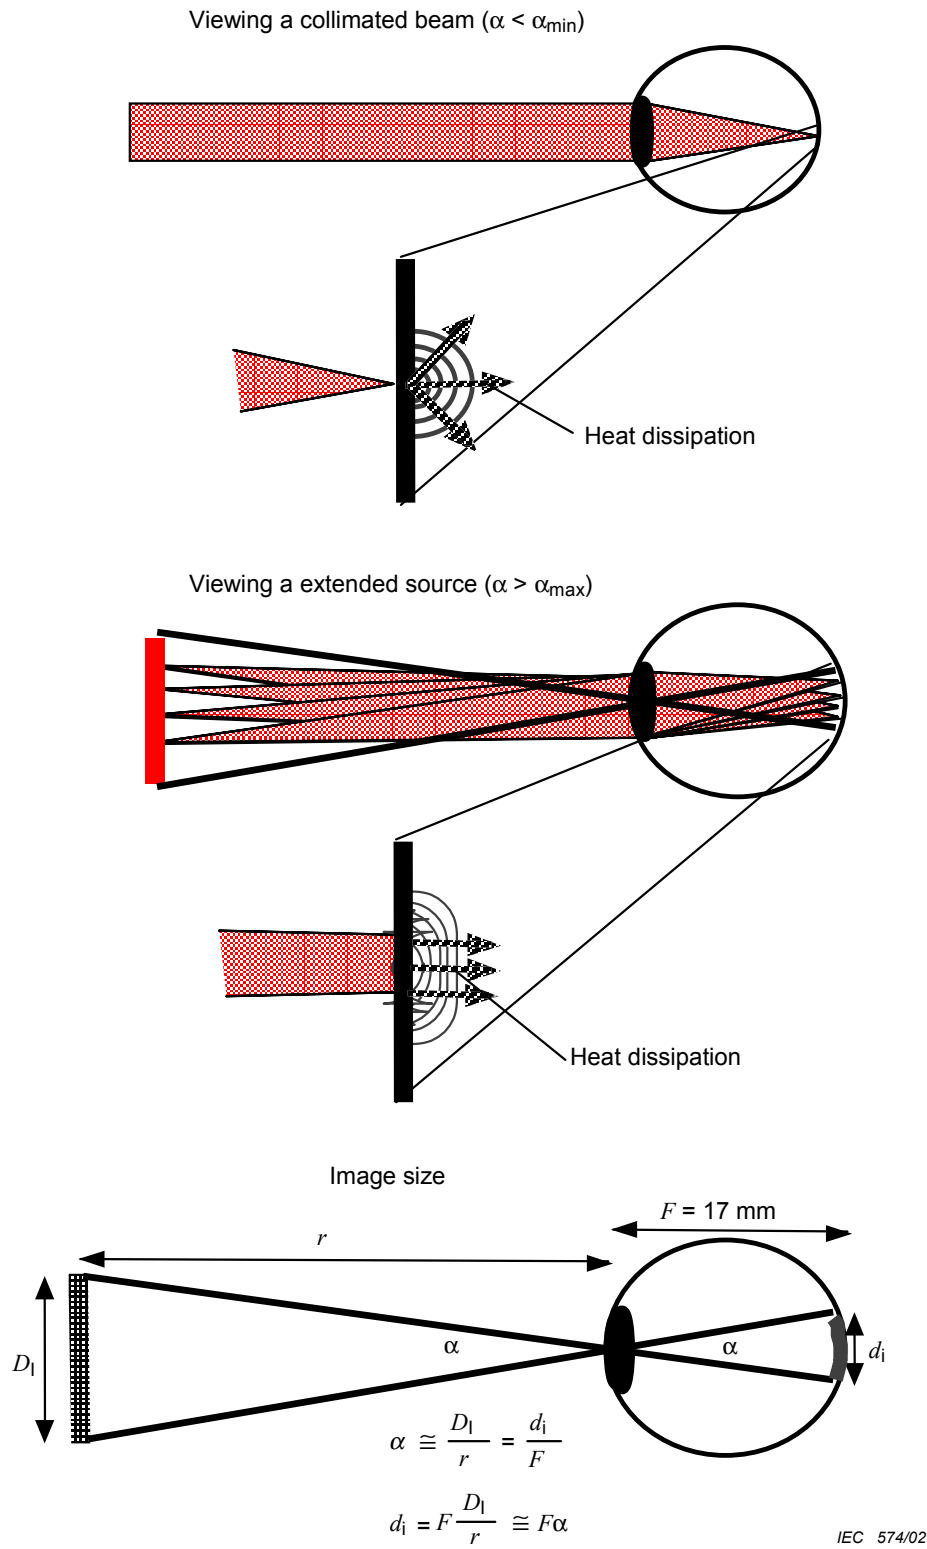 Viewing a collimated beam (α < αmin)
Heat dissipation
Viewing a extended source (α > αmax)
Heat dissipation
Image size
F = 17 mm
r
α
α
Dl
di
α ≅ Dl/r = di/F
di = F Dl/r ≅ Fα
IEC 574/02